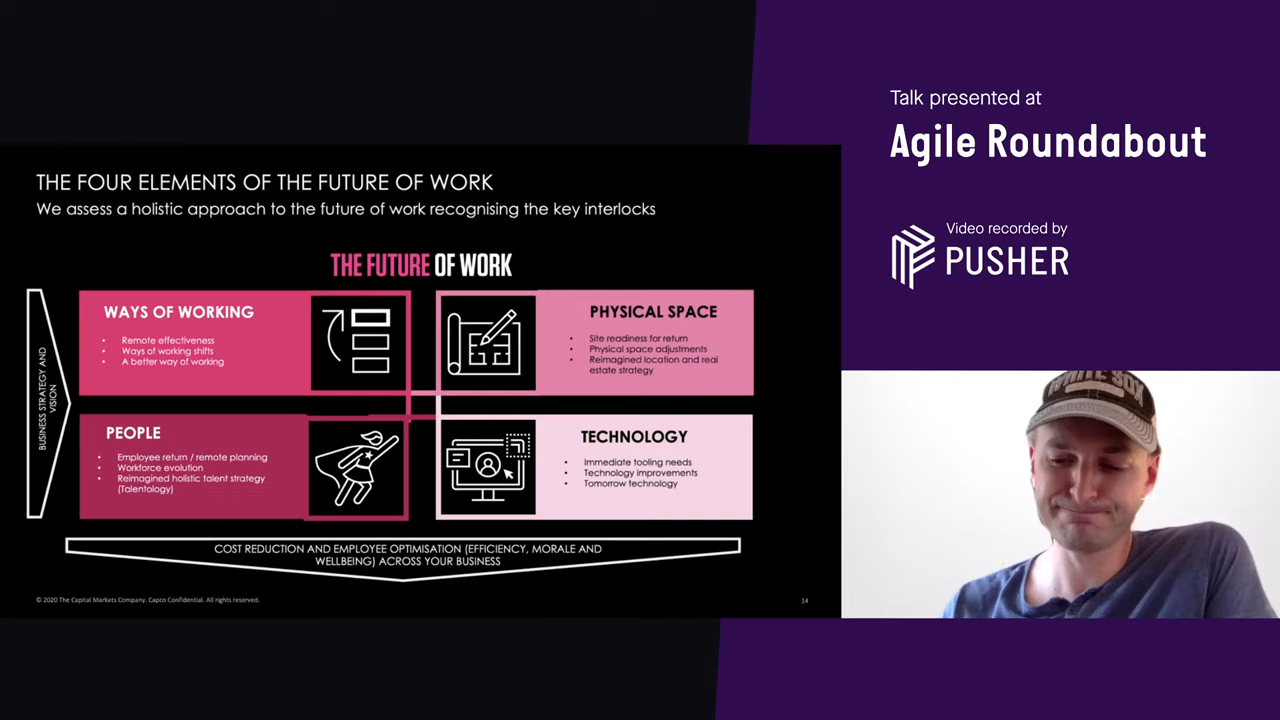 Talk presented at
Agile Roundabout
Video recorded by
PUSHER
THE FOUR ELEMENTS OF THE FUTURE OF WORK
We assess a holistic approach to the future of work recognising the key interlocks
THE FUTURE OF WORK
BUSINESS STRATEGY AND
VISION
WAYS OF WORKING
• Remote effectiveness
• Ways of working shifts
• A better way of working
PHYSICAL SPACE
• Site readiness for return
• Physical space adjustments
• Reimagined location and real
estate strategy
PEOPLE
• Employee return / remote planning
• Workforce evolution
• Reimagined holistic talent strategy
(Talentology)
TECHNOLOGY
• Immediate tooling needs
• Technology improvements
• Tomorrow technology
COST REDUCTION AND EMPLOYEE OPTIMISATION (EFFICIENCY, MORALE AND
WELLBEING) ACROSS YOUR BUSINESS
© 2020 The Capital Markets Company. Capco Confidential. All rights reserved.
14
WHITE SOX